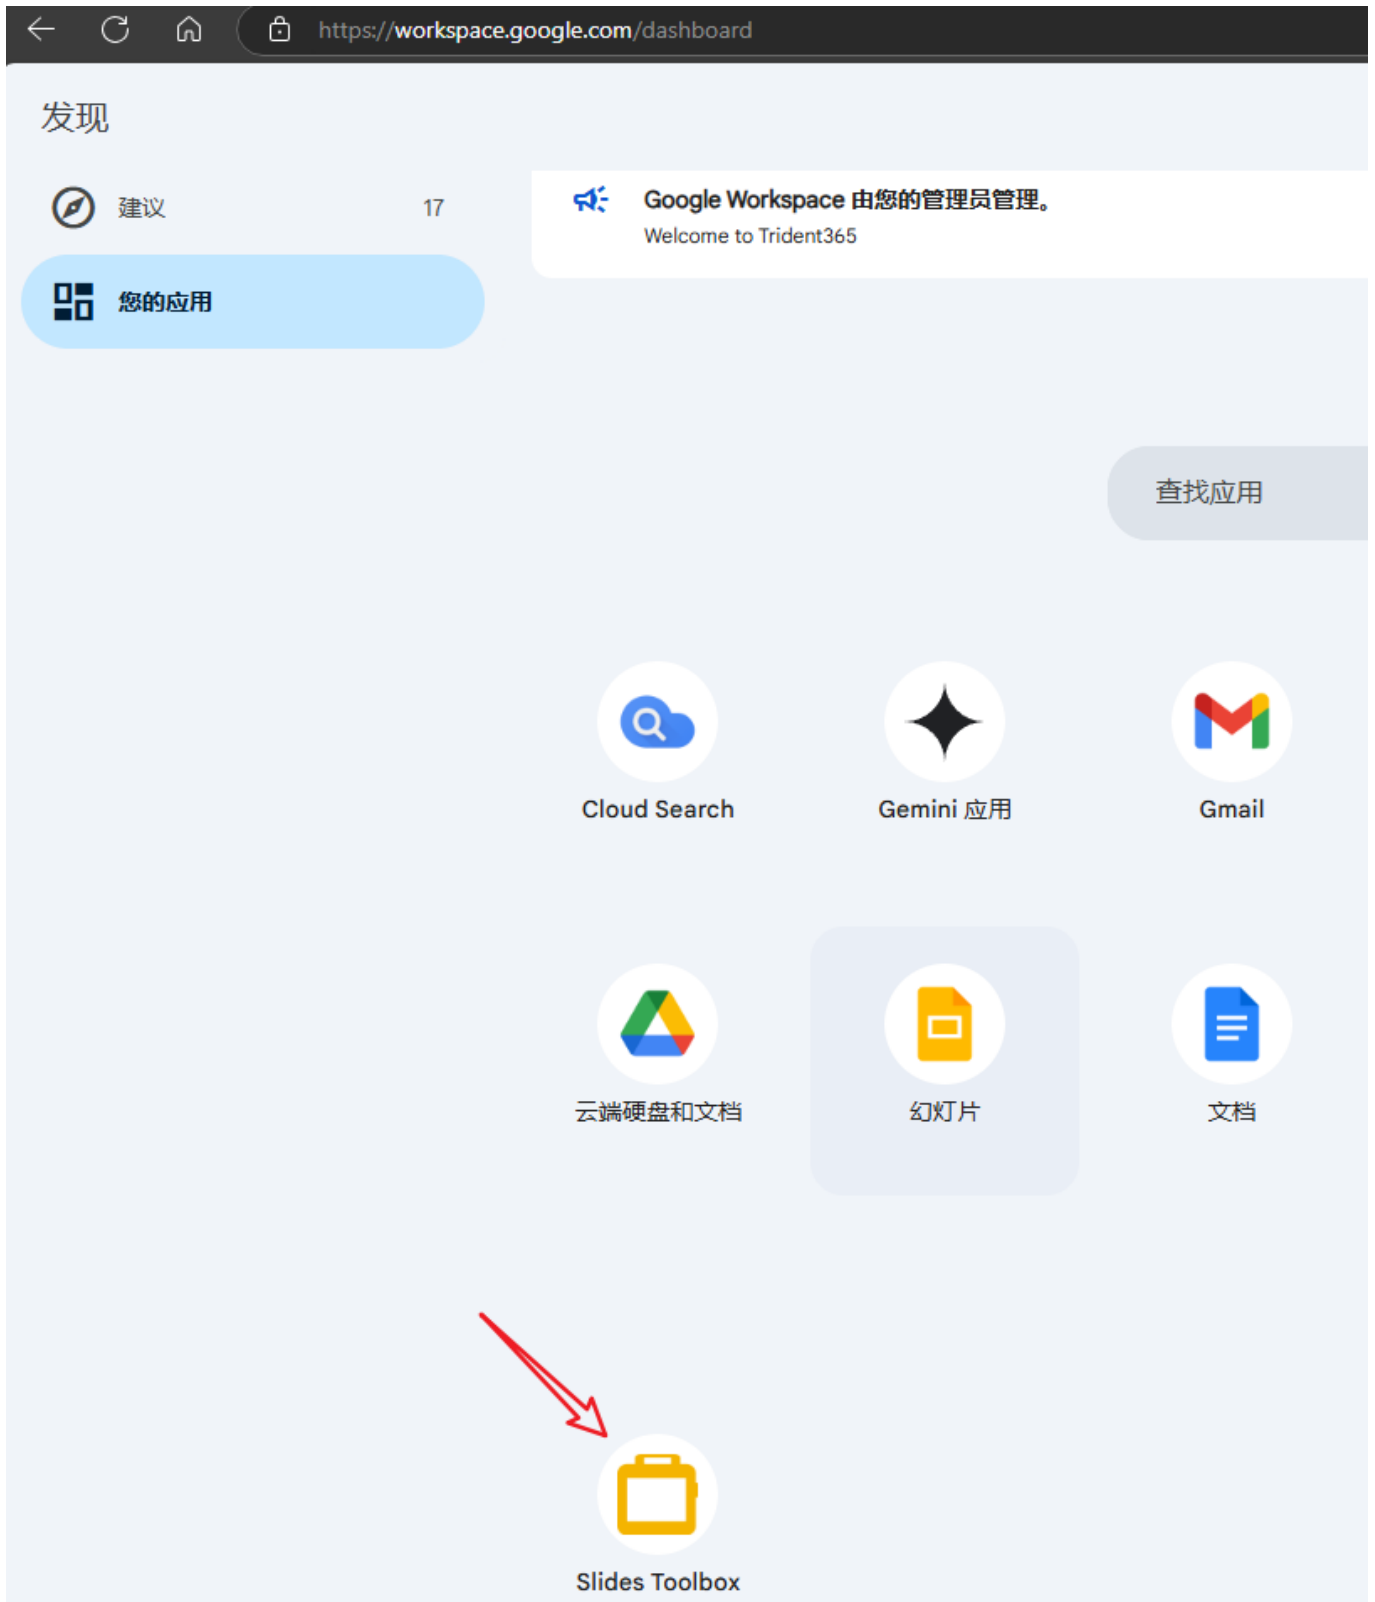 https://workspace.google.com/dashboard
发现
建议 17
您的应用
Google Workspace 由您的管理员管理。
Welcome to Trident365
查找应用
Cloud Search Gemini 应用 Gmail
云端硬盘和文档 幻灯片 文档
Slides Toolbox